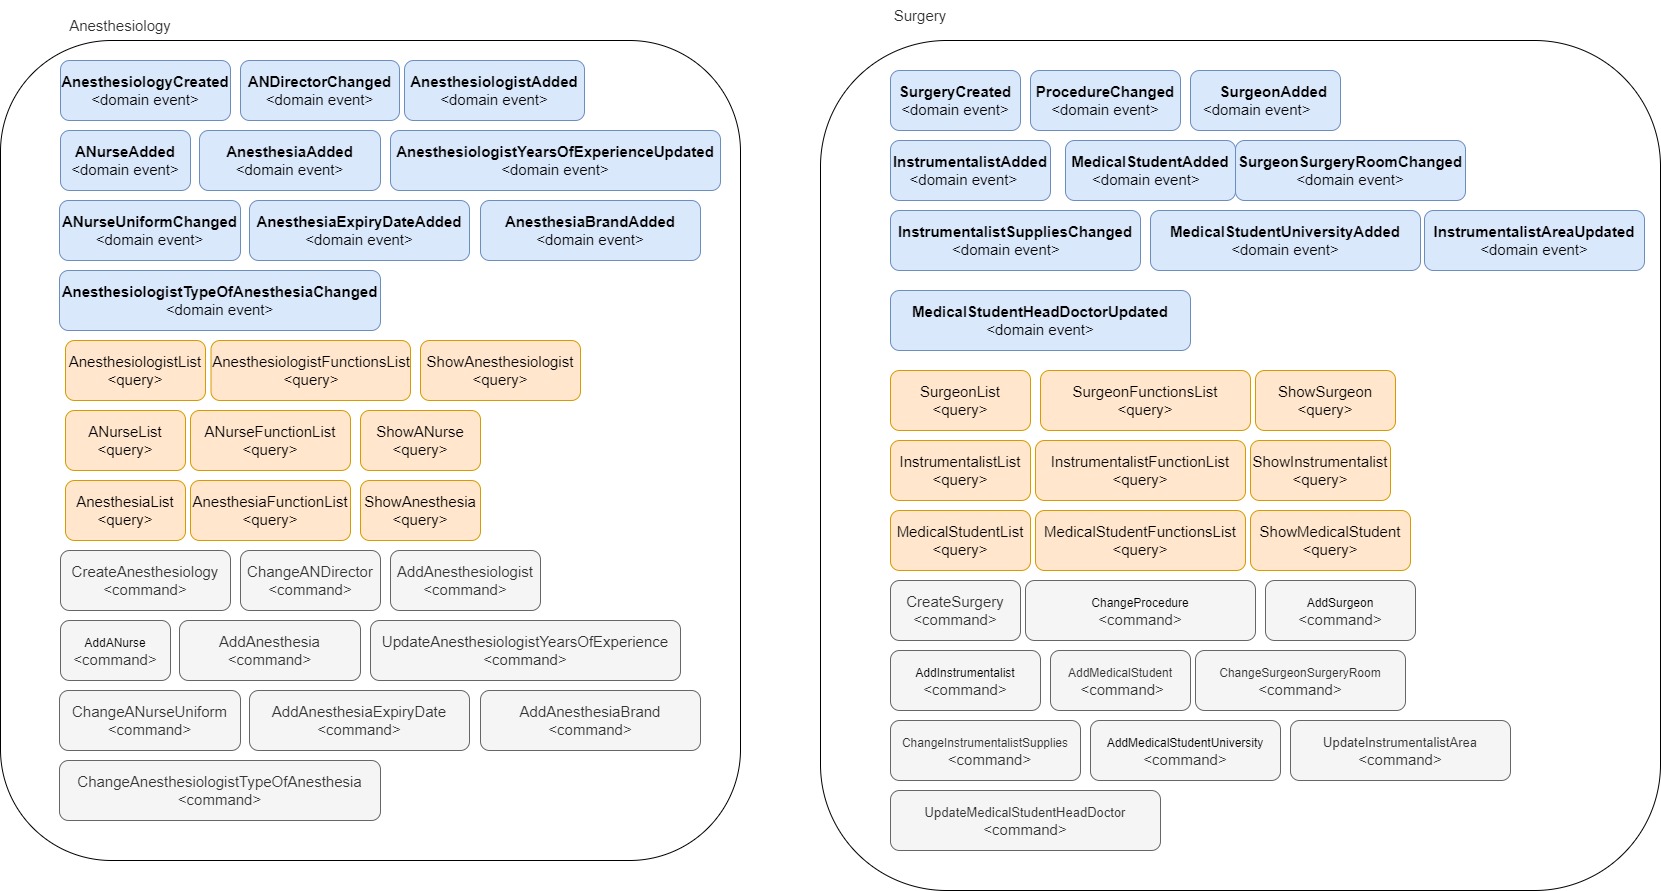 Anesthesiology
AnesthesiologyCreated
<domain event>
ANDirectorChanged
<domain event>
AnesthesiologistAdded
<domain event>
ANurseAdded
<domain event>
AnesthesiaAdded
<domain event>
AnesthesiologistYearsOfExperienceUpdated
<domain event>
ANurseUniformChanged
<domain event>
AnesthesiaExpiryDateAdded
<domain event>
AnesthesiaBrandAdded
<domain event>
AnesthesiologistTypeOfAnesthesiaChanged
<domain event>
AnesthesiologistList
<query>
AnesthesiologistFunctionsList
<query>
ShowAnesthesiologist
<query>
ANurseList
<query>
ANurseFunctionList
<query>
ShowANurse
<query>
AnesthesiaList
<query>
AnesthesiaFunctionList
<query>
ShowAnesthesia
<query>
CreateAnesthesiology
<command>
ChangeANDirector
<command>
AddAnesthesiologist
<command>
AddANurse
<command>
AddAnesthesia
<command>
UpdateAnesthesiologistYearsOfExperience
<command>
ChangeANurseUniform
<command>
AddAnesthesiaExpiryDate
<command>
AddAnesthesiaBrand
<command>
ChangeAnesthesiologistTypeOfAnesthesia
<command>
Surgery
SurgeryCreated
<domain event>
ProcedureChanged
<domain event>
SurgeonAdded
<domain event>
InstrumentalistAdded
<domain event>
MedicalStudentAdded
<domain event>
SurgeonSurgeryRoomChanged
<domain event>
InstrumentalistSuppliesChanged
<domain event>
MedicalStudentUniversityAdded
<domain event>
InstrumentalistAreaUpdated
<domain event>
MedicalStudentHeadDoctorUpdated
<domain event>
SurgeonList
<query>
SurgeonFunctionsList
<query>
ShowSurgeon
<query>
InstrumentalistList
<query>
InstrumentalistFunctionList
<query>
ShowInstrumentalist
<query>
MedicalStudentList
<query>
MedicalStudentFunctionsList
<query>
ShowMedicalStudent
<query>
CreateSurgery
<command>
ChangeProcedure
<command>
AddSurgeon
<command>
AddInstrumentalist
<command>
AddMedicalStudent
<command>
ChangeSurgeonSurgeryRoom
<command>
ChangeInstrumentalistSupplies
<command>
AddMedicalStudentUniversity
<command>
UpdateInstrumentalistArea
<command>
UpdateMedicalStudentHeadDoctor
<command>